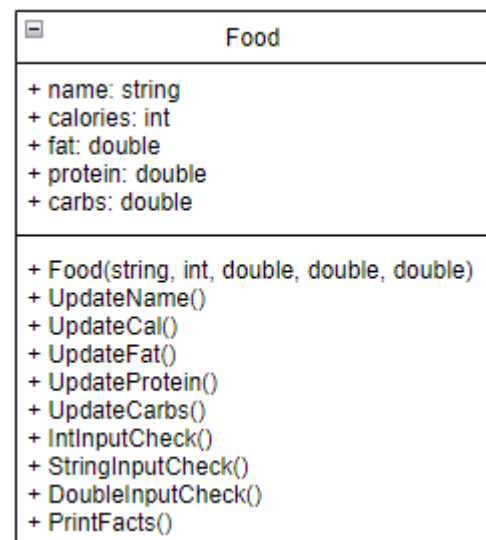 Food
+ name: string
+ calories: int
+ fat: double
+ protein: double
+ carbs: double
+ Food(string, int, double, double, double)
+ UpdateName()
+ UpdateCal()
+ UpdateFat()
+ UpdateProtein()
+ UpdateCarbs()
+ IntInputCheck()
+ StringInputCheck()
+ DoubleInputCheck()
+ PrintFacts()